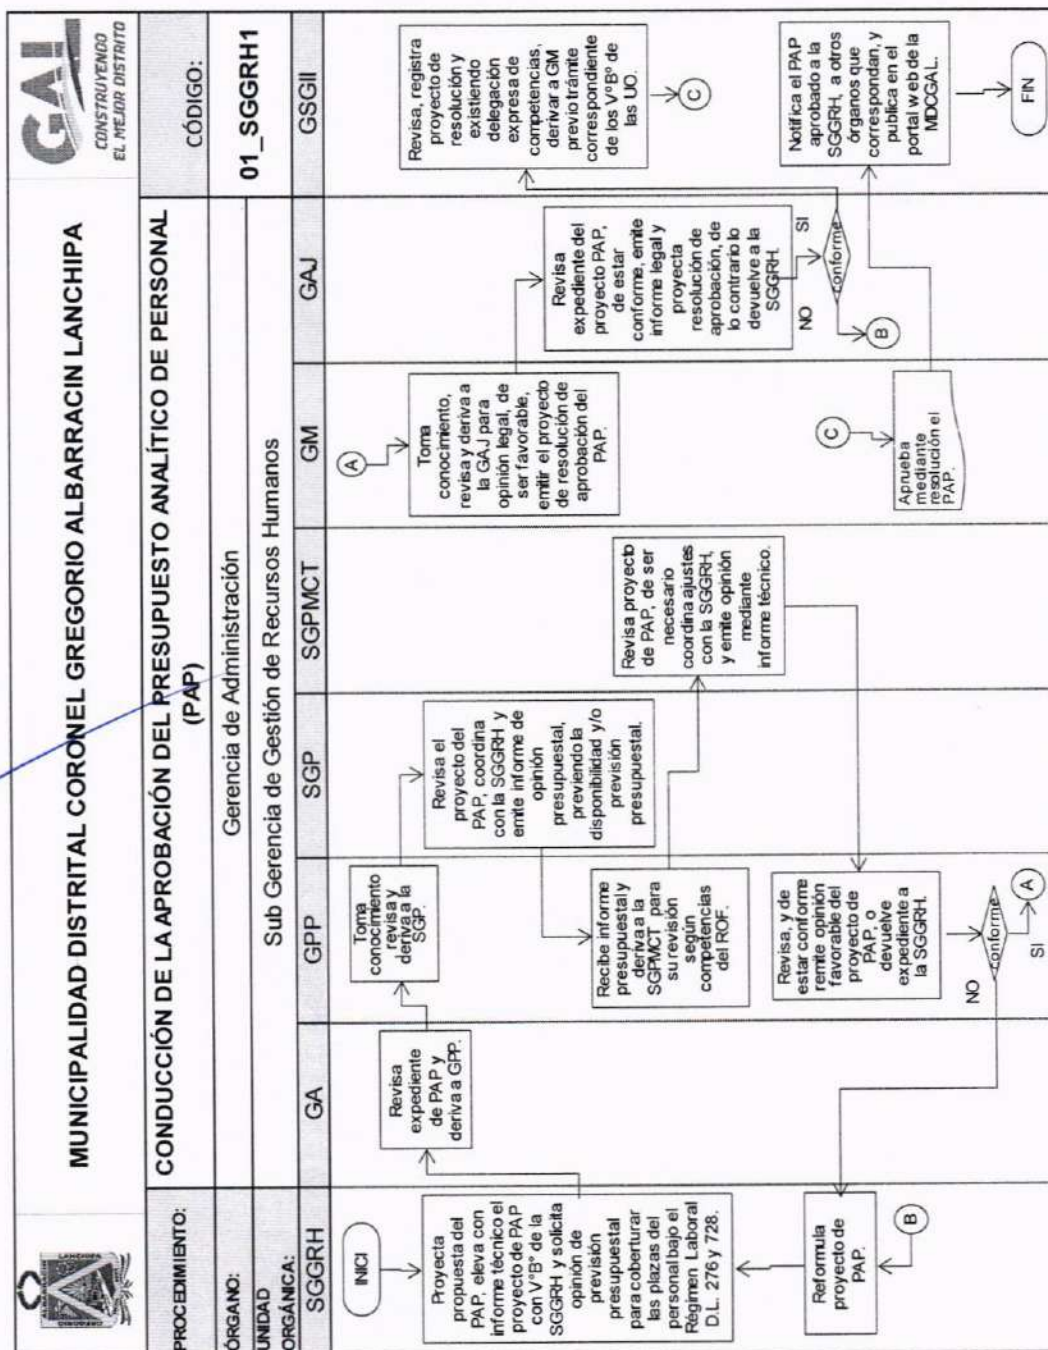 MUNICIPALIDAD DISTRITAL CORONEL GREGORIO ALBARRACIN LANCHIPA
GAL
CONSTRUYENDO
EL MEJOR DISTRITO
PROCEDIMIENTO:
CONDUCCIÓN DE LA APROBACIÓN DEL PRESUPUESTO ANALÍTICO DE PERSONAL
(PAP)
CÓDIGO:
ÓRGANO:
Gerencia de Administración
01_SGGRH1
UNIDAD
ORGÁNICA:
Sub Gerencia de Gestión de Recursos Humanos
SGGRH
GA
GPP
SGP
SGPMCT
GM
GAJ
GSGII
INICI
Proyecta
propuesta del
PAP, eleva con
informe técnico el
proyecto de PAP
con V°B° de la
SGGRH y solicita
opinión de
previsión
presupuestal
para coberturar
las plazas del
personal bajo el
Régimen Laboral
D.L. 276 y 728.
Reformula
proyecto de
PAP.
B
Revisa
expediente
de PAP y
deriva a GPP.
Toma
conocimiento
revisa y
deriva a la
SGP.
Recibe informe
presupuestal y
deriva a la
SGPMCT para
su revisión
según
competencias
del ROF.
Revisa, y de
estar conforme
remite opinión
favorable del
proyecto de
PAP, o
devuelve
expediente a
la SGGRH.
NO
conforme
SI
A
Revisa el
proyecto del
PAP, coordina
con la SGGRH y
emite informe de
opinión
presupuestal,
previendo la
disponibilidad y/o
previsión
presupuestal.
Revisa proyecto
de PAP, de ser
necesario
coordina ajustes
con la SGGRH,
y emite opinión
mediante
informe técnico.
A
Toma
conocimiento,
revisa y deriva a
la GAJ para
opinión legal, de
ser favorable,
emitir el proyecto
de resolución de
aprobación del
PAP.
C
Aprueba
mediante
resolución el
PAP.
Revisa
expediente del
proyecto PAP,
de estar
conforme, emite
informe legal y
proyecta
resolución de
aprobación, de
lo contrario lo
devuelve a la
SGGRH.
NO
SI
conforme
B
Revisa, registra
proyecto de
resolución y
existiendo
delegación
expresa de
competencias,
derivar a GM
previo trámite
correspondiente
de los V°B° de
las UO.
C
Notifica el PAP
aprobado a la
SGGRH, a otros
órganos que
correspondan, y
publica en el
portal web de la
MDCGAL.
FIN